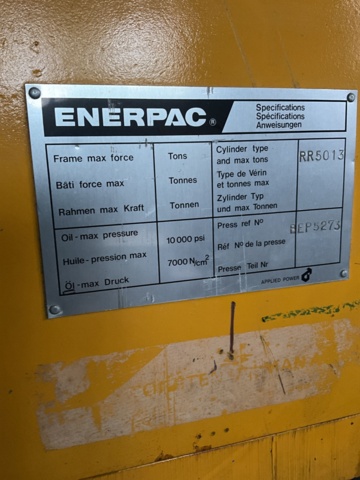 ENERPAC®
Specifications
Spécifications
Anweisungen
Frame max force Tons
Bâti force max Tonnes
Rahmen max Kraft Tonnen
Cylinder type
and max tons
RR5013
Type de Vérin
et tonnes max
Zylinder Typ
und max Tonnen
Oil-max pressure
Huile-pression max
Öl-max Druck
10 000 psi
7000 N/cm²
Press ref Nº
BEP5273
Réf Nº de la presse
Presse Teil Nr
APPLIED POWER